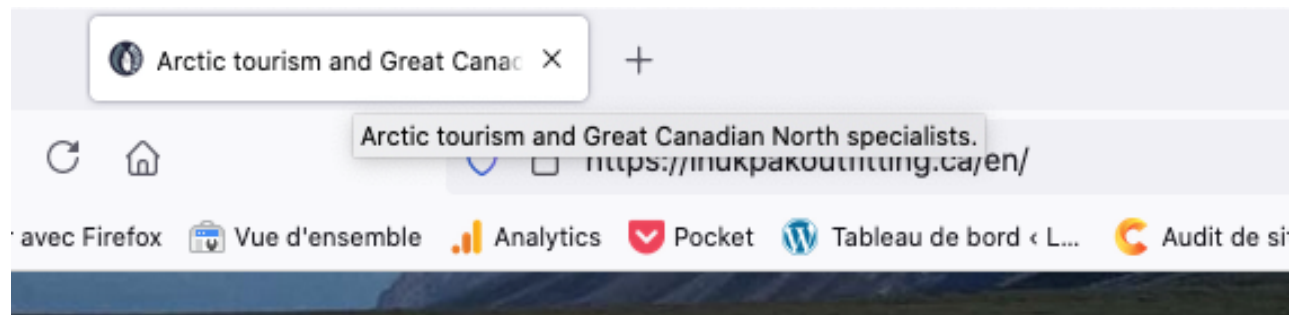 Arctic tourism and Great Canad
Arctic tourism and Great Canadian North specialists.
https://inukpakoutfitting.ca/en/
avec Firefox Vue d'ensemble Analytics Pocket Tableau de bord ‹ L... Audit de sit